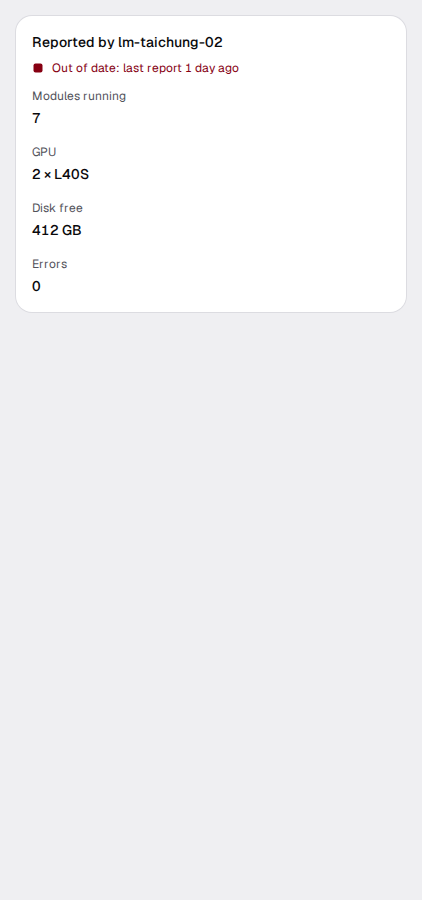 Reported by lm-taichung-02
Out of date: last report 1 day ago
Modules running
7
GPU
2 × L40S
Disk free
412 GB
Errors
0